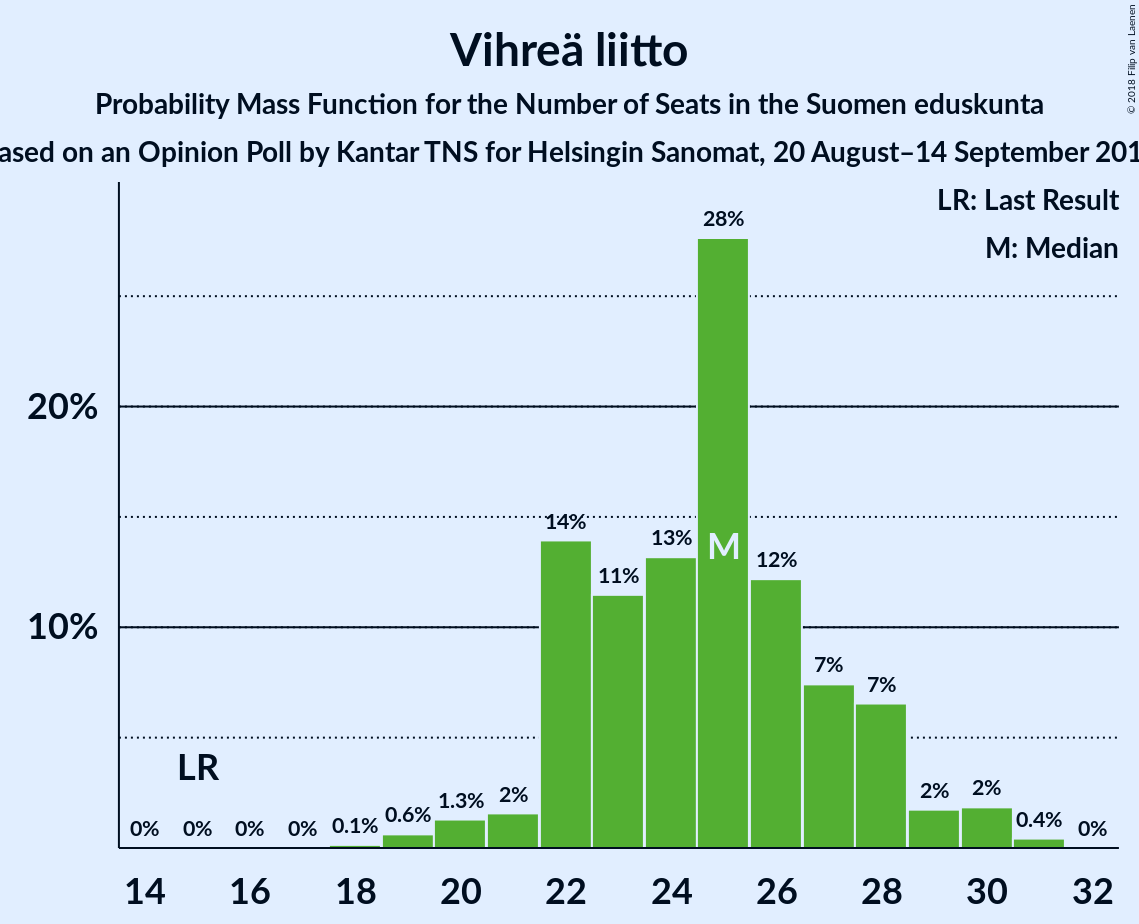 © 2018 Filip van Laenen
Vihreä liitto
Probability Mass Function for the Number of Seats in the Suomen eduskunta
ased on an Opinion Poll by Kantar TNS for Helsingin Sanomat, 20 August–14 September 201
LR: Last Result
M: Median
28%
20%
14%
13%
M
12%
11%
10%
7%
7%
LR
0%
0%
0%
0%
0.1%
0.6%
1.3%
2%
2%
2%
0.4%
0%
14 16 18 20 22 24 26 28 30 32